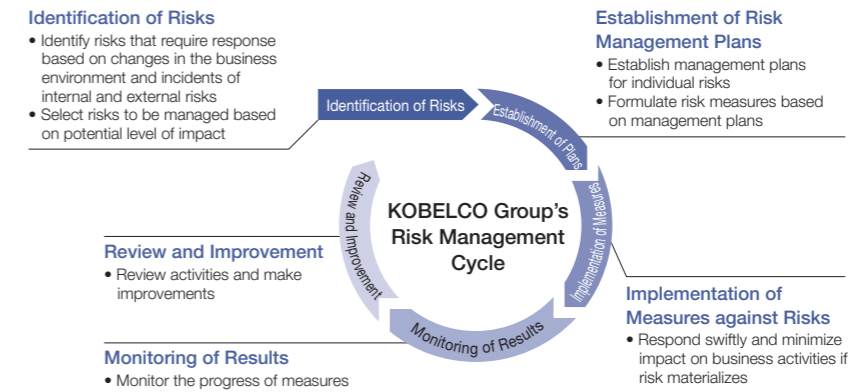 Identification of Risks
• Identify risks that require response
based on changes in the business
environment and incidents of
internal and external risks
• Select risks to be managed based
on potential level of impact
Establishment of Risk
Management Plans
• Establish management plans
for individual risks
• Formulate risk measures based
on management plans
Identification of Risks
Establishment of Plans
Implementation of Measures
Monitoring of Results
Review and Improvement
KOBELCO Group's
Risk Management
Cycle
Review and Improvement
• Review activities and make
improvements
Implementation of
Measures against Risks
• Respond swiftly and minimize
impact on business activities if
risk materializes
Monitoring of Results
• Monitor the progress of measures